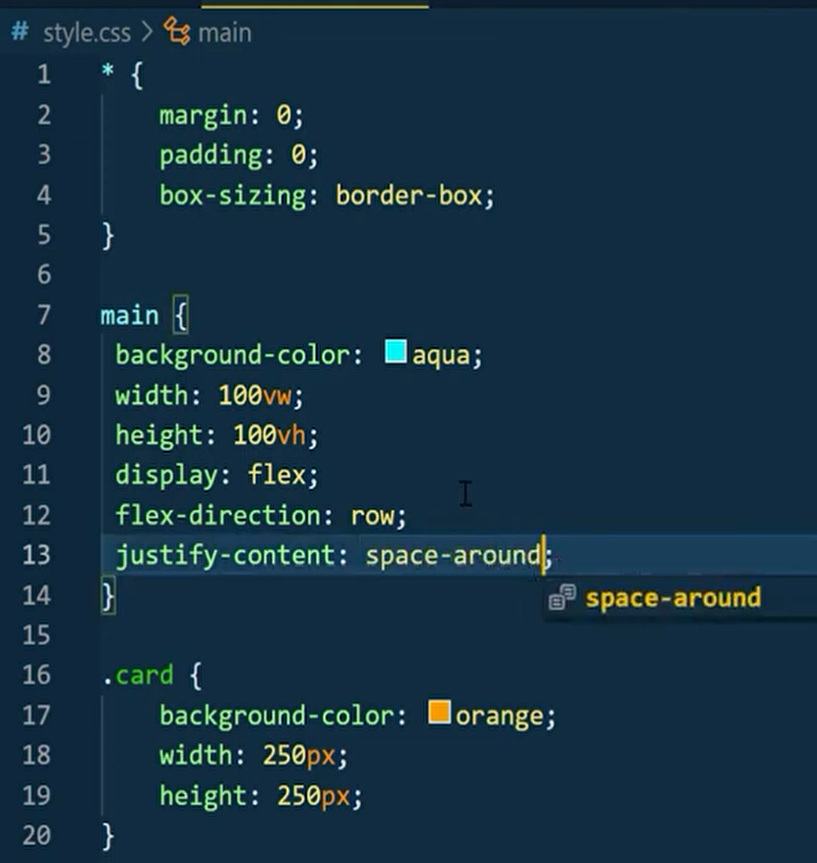 # style.css > main
1 * {
2 margin: 0;
3 padding: 0;
4 box-sizing: border-box;
5 }
6
7 main {
8 background-color: aqua;
9 width: 100vw;
10 height: 100vh;
11 display: flex;
12 flex-direction: row;
13 justify-content: space-around;
14 }
space-around
15
16 .card {
17 background-color: orange;
18 width: 250px;
19 height: 250px;
20 }